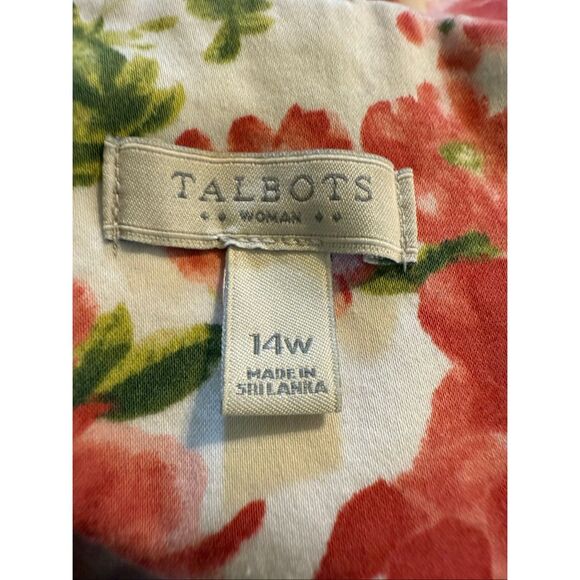 TALBOTS
WOMAN
14W
MADE IN
SRI LANKA